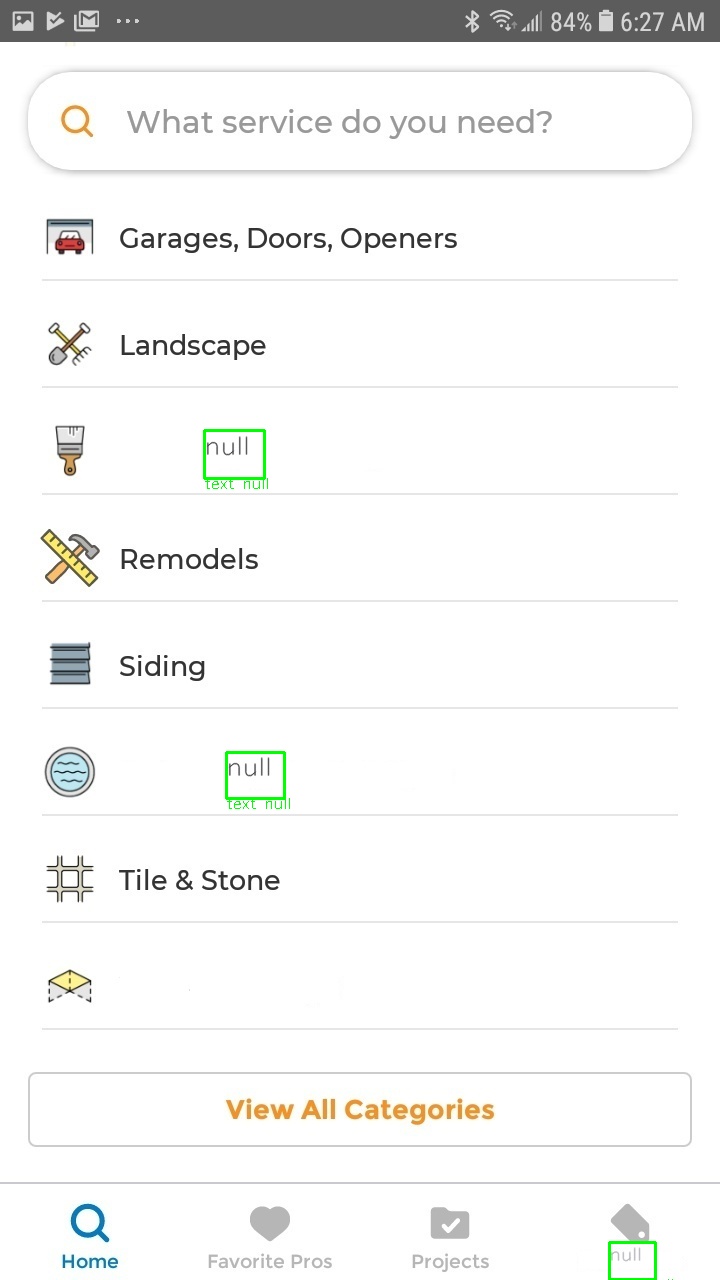 84% 6:27 AM
What service do you need?
Garages, Doors, Openers
Landscape
null
text null
Remodels
Siding
null
text null
Tile & Stone
View All Categories
Home
Favorite Pros
Projects
null